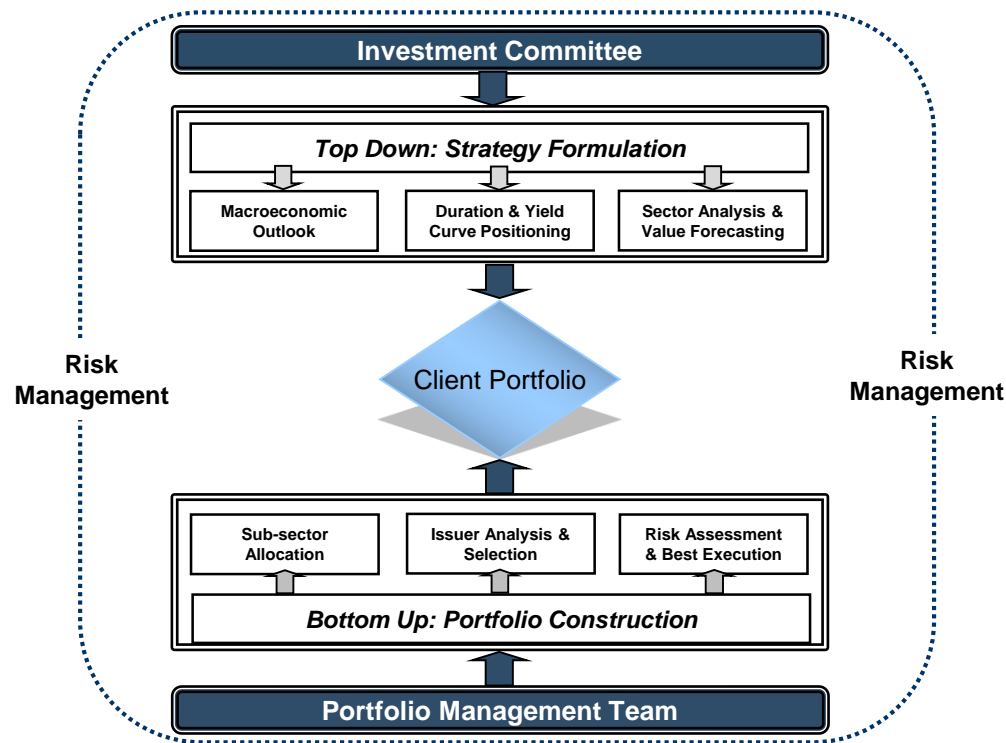 Investment Committee
Top Down: Strategy Formulation
Macroeconomic
Outlook
Duration & Yield
Curve Positioning
Sector Analysis &
Value Forecasting
Risk
Management
Client Portfolio
Risk
Management
Sub-sector
Allocation
Issuer Analysis &
Selection
Risk Assessment
& Best Execution
Bottom Up: Portfolio Construction
Portfolio Management Team